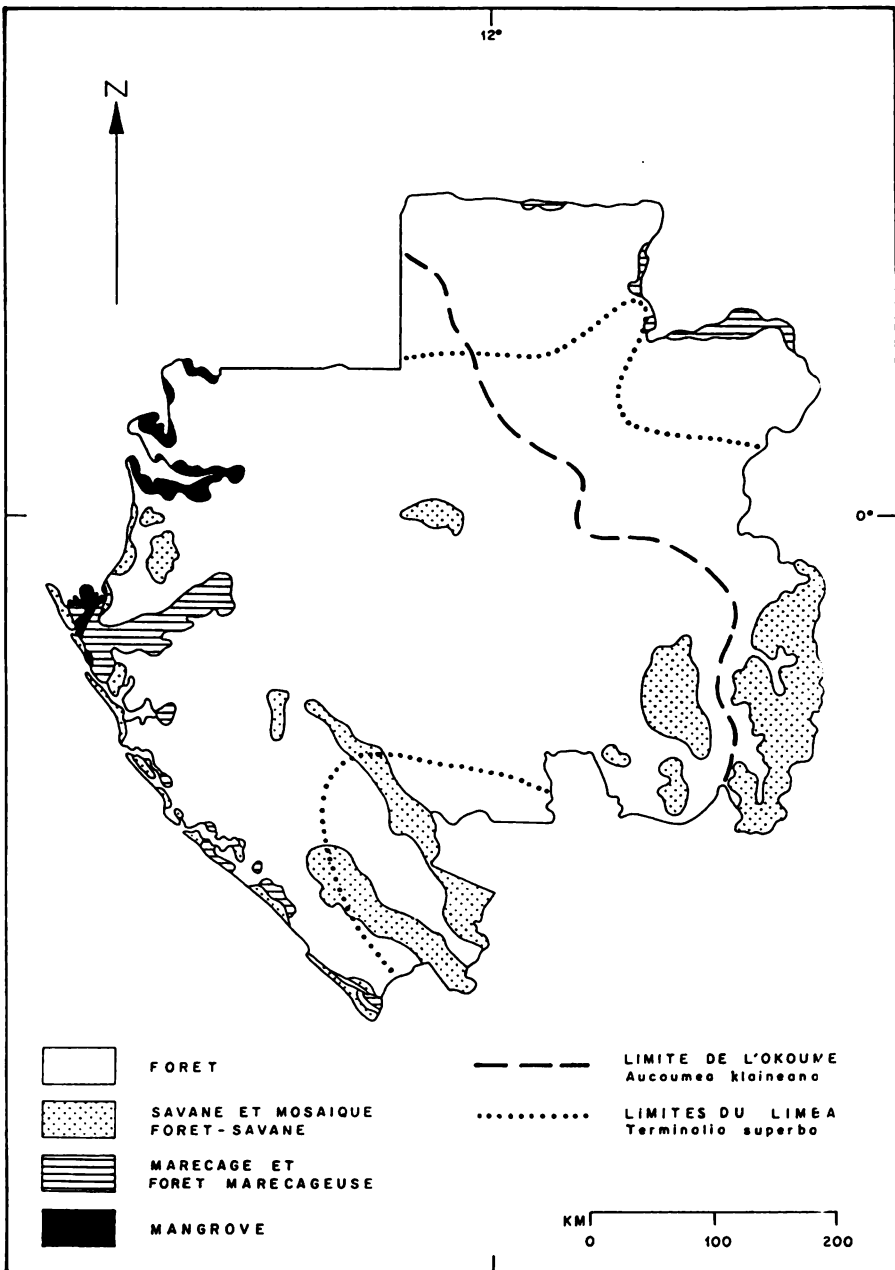 12°
N
0°
FORET
SAVANE ET MOSAIQUE
FORET-SAVANE
MARECAGE ET
FORET MARECAGEUSE
MANGROVE
LIMITE DE L'OKOUME
Aucoumea klaineana
LIMITES DU LIMBA
Terminalia superba
KM
0 100 200